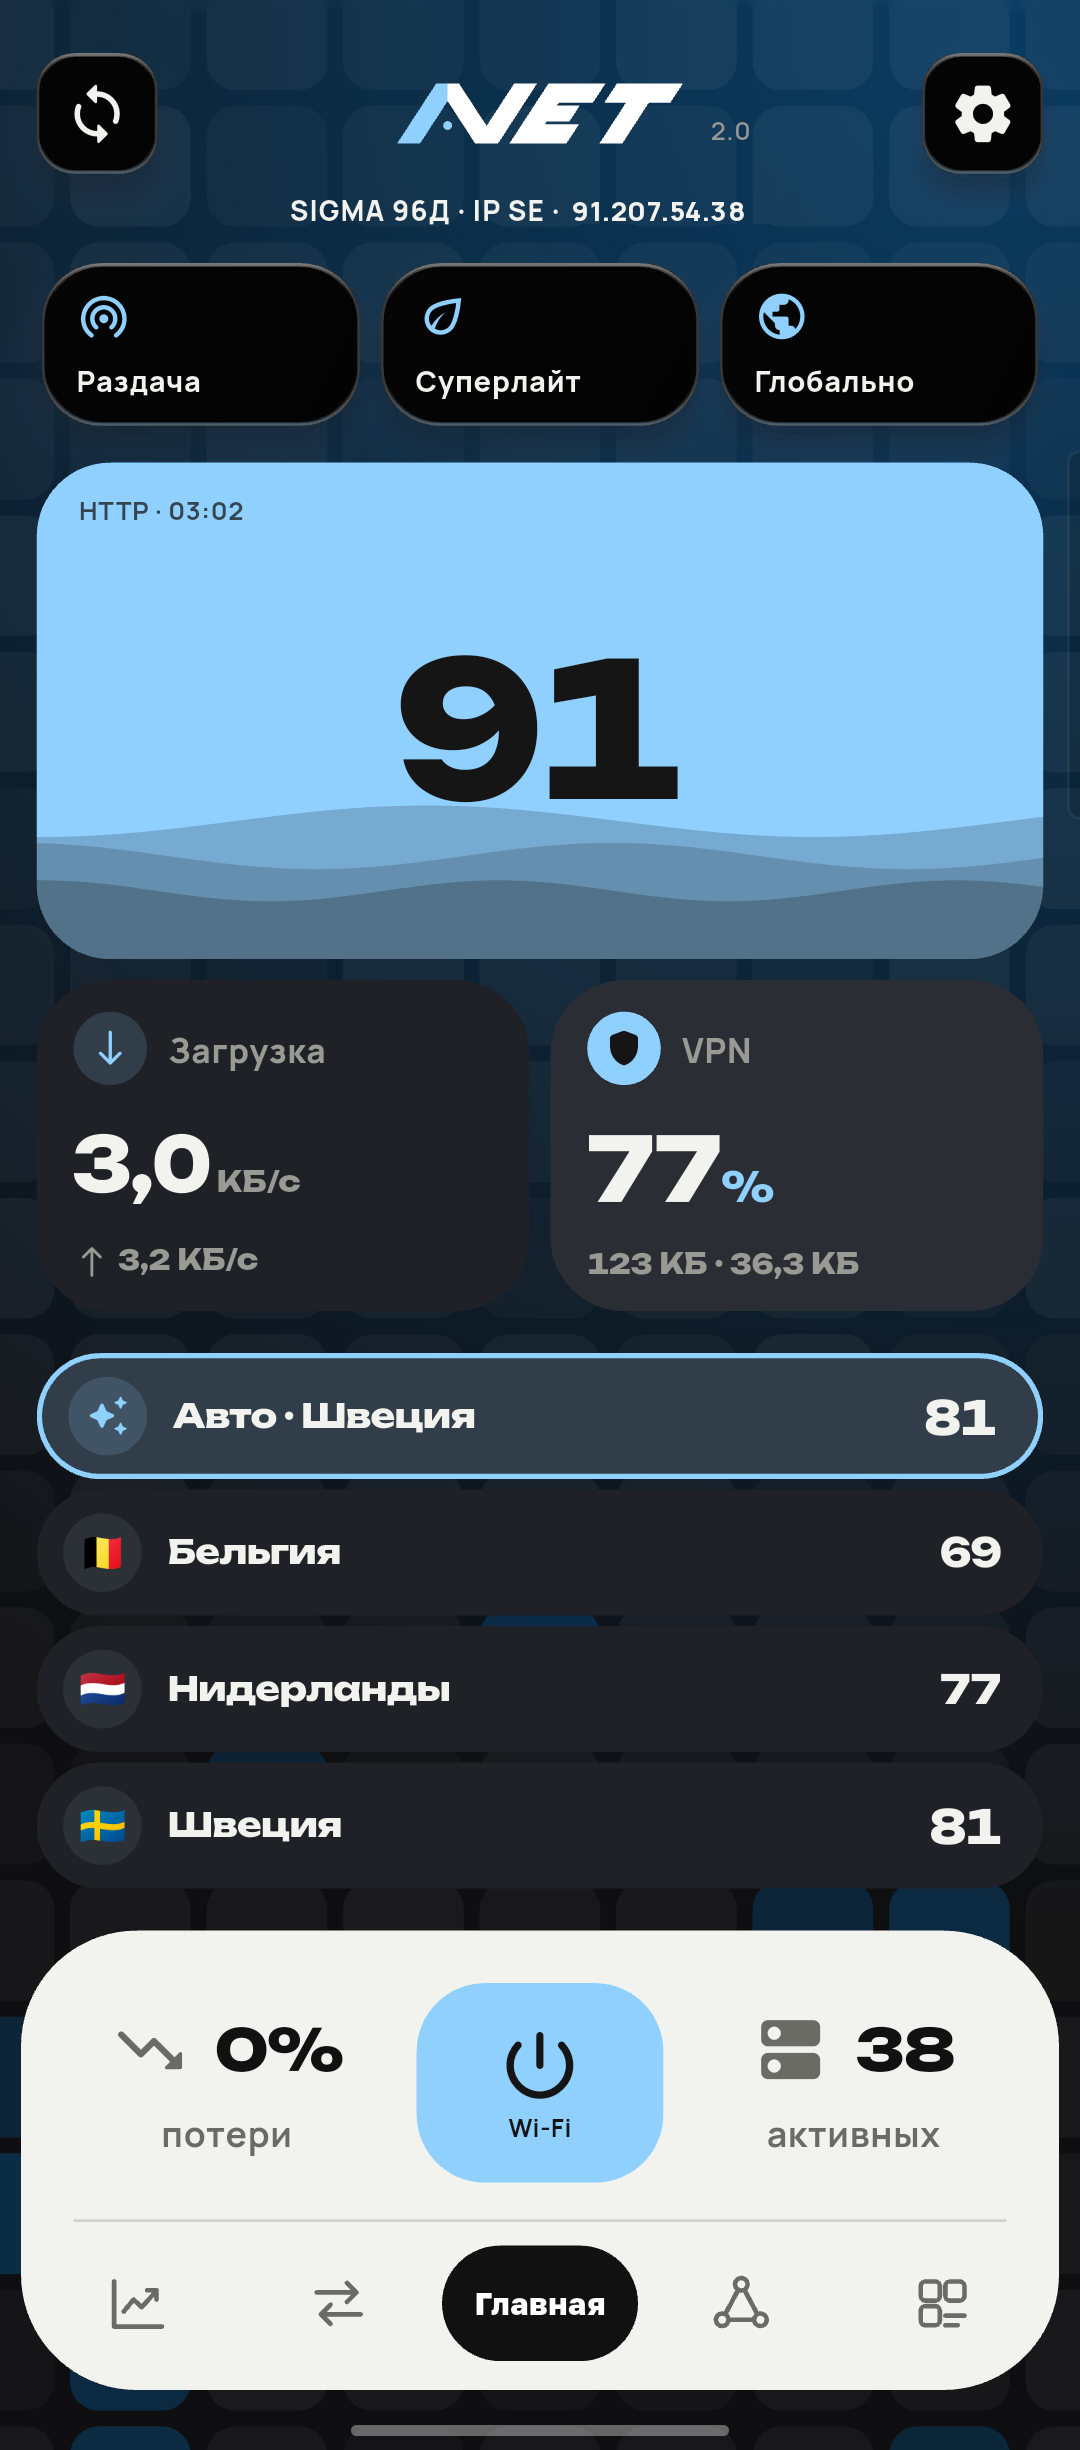 NET
2.0
SIGMA 96Д · IP SE · 91.207.54.38
Раздача
Суперлайт
Глобально
HTTP · 03:02
91
Загрузка
3,0 КБ/с
↑ 3,2 КБ/с
VPN
77%
123 КБ · 36,3 КБ
Авто · Швеция 81
Бельгия 69
Нидерланды 77
Швеция 81
0%
потери
Wi-Fi
38
активных
Главная